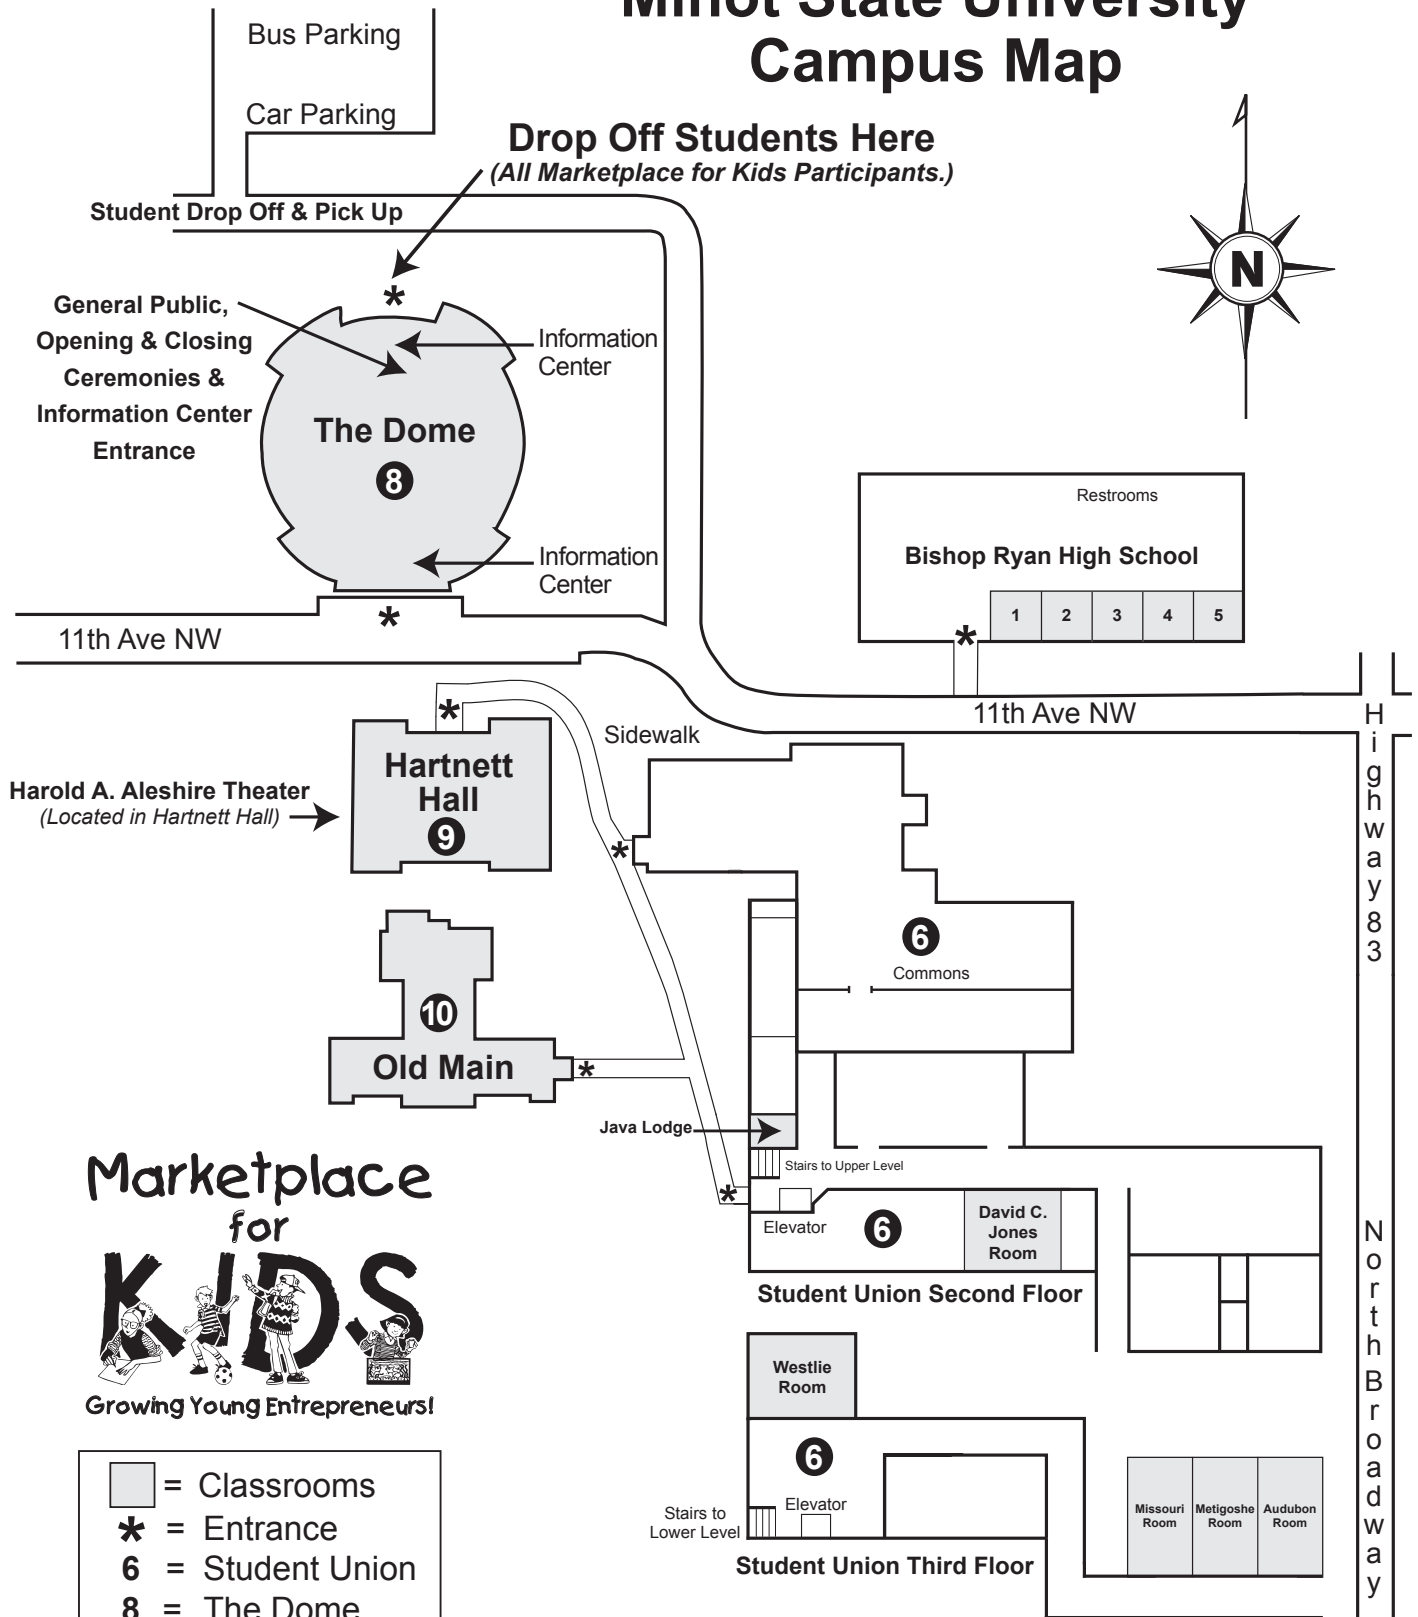 Minot State University
Campus Map
Bus Parking
Car Parking
Drop Off Students Here
(All Marketplace for Kids Participants.)
Student Drop Off & Pick Up
N
General Public,
Opening & Closing
Ceremonies &
Information Center
Entrance
*
Information
Center
The Dome
8
Information
Center
*
Restrooms
Bishop Ryan High School
1 2 3 4 5
*
11th Ave NW
11th Ave NW
Highway 83
*
Sidewalk
Hartnett
Hall
9
Harold A. Aleshire Theater
(Located in Hartnett Hall)
*
6
Commons
10
Old Main
*
Java Lodge
Stairs to Upper Level
*
Elevator
6
David C.
Jones
Room
Student Union Second Floor
North Broadway
Marketplace
for
KIDS
Growing Young Entrepreneurs!
Westlie
Room
6
Stairs to
Lower Level
Elevator
Missouri
Room
Metigoshe
Room
Audubon
Room
Student Union Third Floor
= Classrooms
* = Entrance
6 = Student Union
8 = The Dome